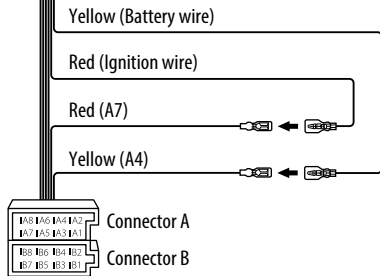 Yellow (Battery wire)
Red (Ignition wire)
Red (A7)
Yellow (A4)
A8 A6 A4 A2
A7 A5 A3 A1
Connector A
B8 B6 B4 B2
B7 B5 B3 B1
Connector B